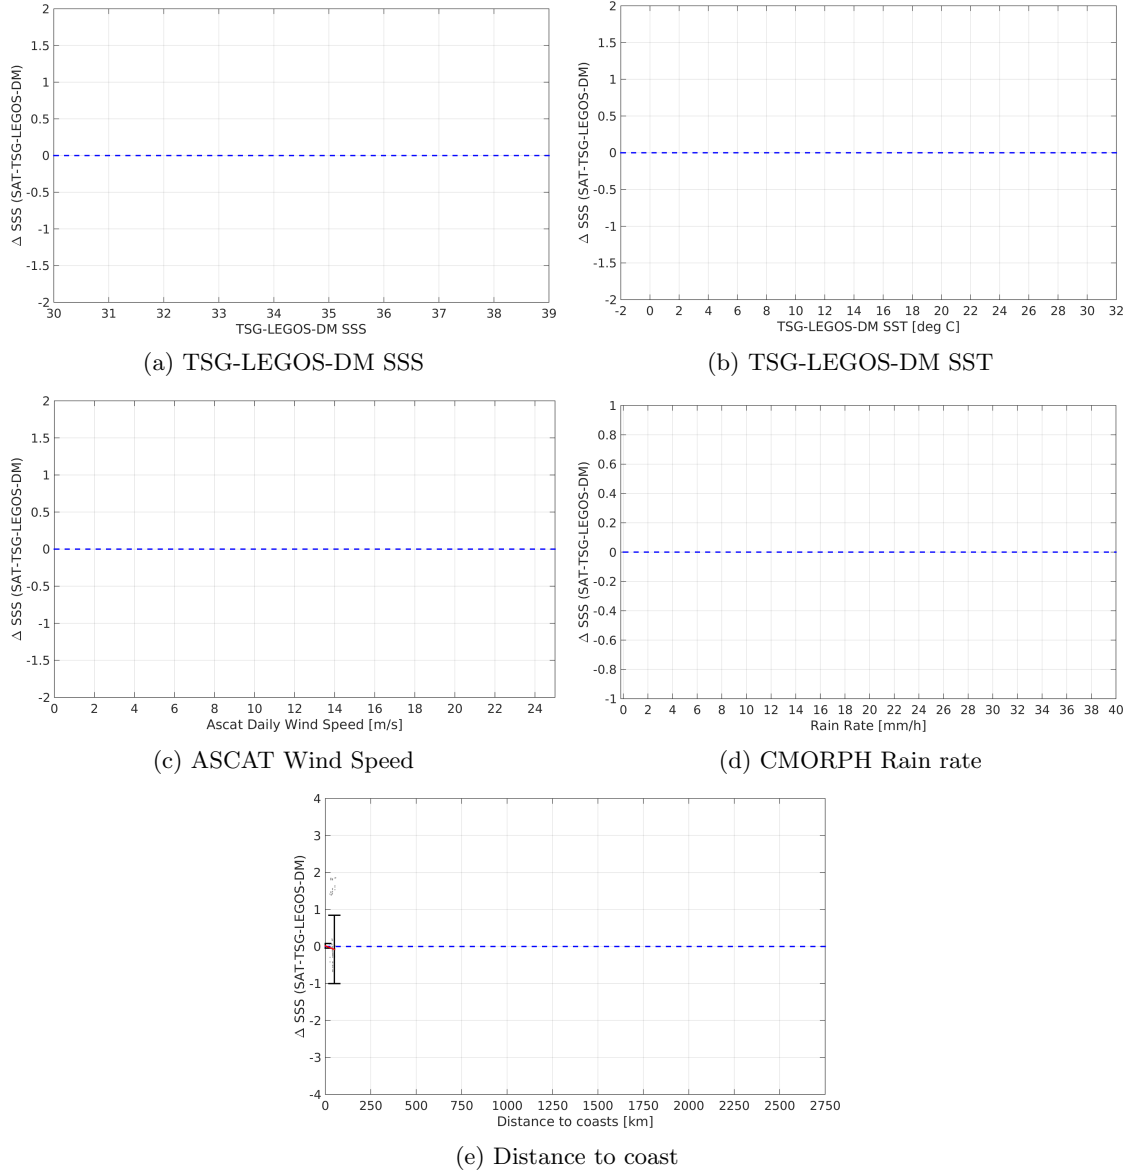 2
1.5
1
0.5
0
-0.5
-1
-1.5
-2
Δ SSS (SAT-TSG-LEGOS-DM)
30 31 32 33 34 35 36 37 38 39
TSG-LEGOS-DM SSS
(a) TSG-LEGOS-DM SSS
2
1.5
1
0.5
0
-0.5
-1
-1.5
-2
Δ SSS (SAT-TSG-LEGOS-DM)
-2 0 2 4 6 8 10 12 14 16 18 20 22 24 26 28 30 32
TSG-LEGOS-DM SST [deg C]
(b) TSG-LEGOS-DM SST
2
1.5
1
0.5
0
-0.5
-1
-1.5
-2
Δ SSS (SAT-TSG-LEGOS-DM)
0 2 4 6 8 10 12 14 16 18 20 22 24
Ascat Daily Wind Speed [m/s]
(c) ASCAT Wind Speed
1
0.8
0.6
0.4
0.2
0
-0.2
-0.4
-0.6
-0.8
-1
Δ SSS (SAT-TSG-LEGOS-DM)
0 2 4 6 8 10 12 14 16 18 20 22 24 26 28 30 32 34 36 38 40
Rain Rate [mm/h]
(d) CMORPH Rain rate
4
3
2
1
0
-1
-2
-3
-4
Δ SSS (SAT-TSG-LEGOS-DM)
0 250 500 750 1000 1250 1500 1750 2000 2250 2500 2750
Distance to coasts [km]
(e) Distance to coast